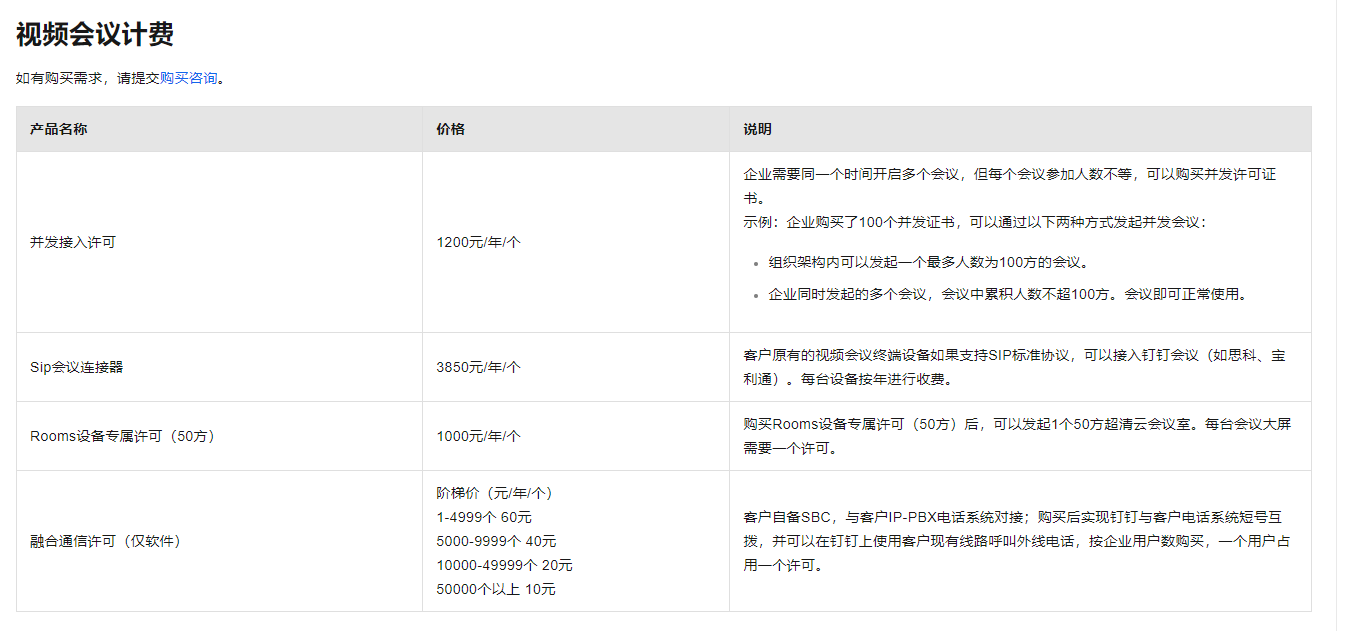 视频会议计费
如有购买需求，请提交购买咨询。
产品名称
价格
说明
并发接入许可
1200元/年/个
企业需要同一个时间开启多个会议，但每个会议参加人数不等，可以购买并发许可证
书。
示例：企业购买了100个并发证书，可以通过以下两种方式发起并发会议：
• 组织架构内可以发起一个最多人数为100方的会议。
• 企业同时发起的多个会议，会议中累积人数不超100方。会议即可正常使用。
Sip会议连接器
3850元/年/个
客户原有的视频会议终端设备如果支持SIP标准协议，可以接入钉钉会议（如思科、宝
利通）。每台设备按年进行收费。
Rooms设备专属许可（50方）
1000元/年/个
购买Rooms设备专属许可（50方）后，可以发起1个50方超清云会议室。每台会议大屏
需要一个许可。
融合通信许可（仅软件）
阶梯价（元/年/个）
1-4999个 60元
5000-9999个 40元
10000-49999个 20元
50000个以上 10元
客户自备SBC，与客户IP-PBX电话系统对接；购买后实现钉钉与客户电话系统短号互
拨，并可以在钉钉上使用客户现有线路呼叫外线电话，按企业用户数购买，一个用户占
用一个许可。